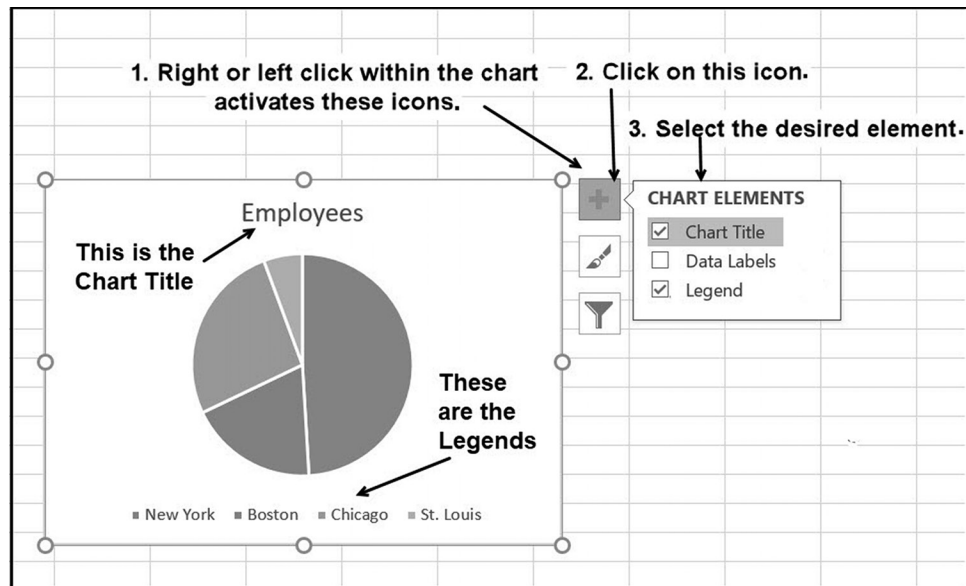 1. Right or left click within the chart
activates these icons.
2. Click on this icon.
3. Select the desired element.
CHART ELEMENTS
Chart Title
Data Labels
Legend
Employees
This is the
Chart Title
These
are the
Legends
New York Boston Chicago St. Louis